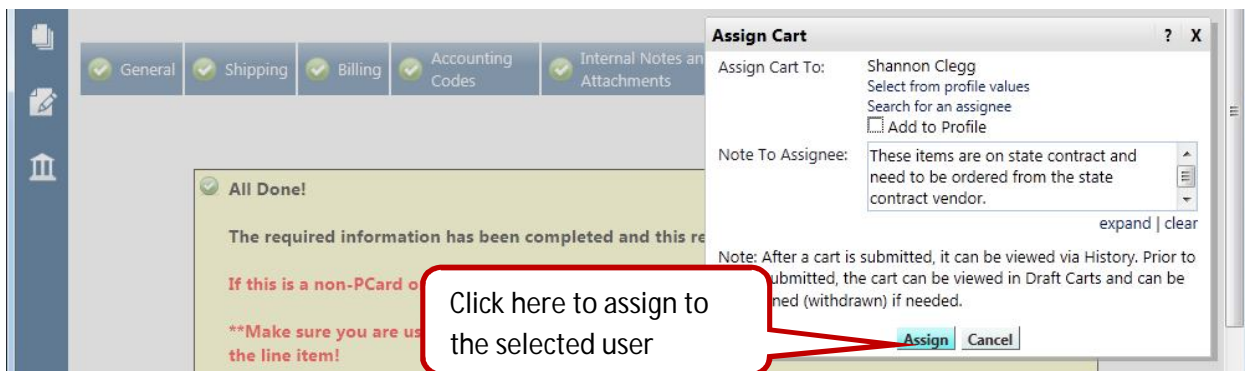 General
Shipping
Billing
Accounting
Codes
Internal Notes an
Attachments
All Done!
The required information has been completed and this re
If this is a non-PCard o
**Make sure you are us
the line item!
Assign Cart ? X
Assign Cart To: Shannon Clegg
Select from profile values
Search for an assignee
Add to Profile
Note To Assignee: These items are on state contract and
need to be ordered from the state
contract vendor.
expand | clear
Note: After a cart is submitted, it can be viewed via History. Prior to
ubmitted, the cart can be viewed in Draft Carts and can be
ned (withdrawn) if needed.
Assign Cancel
Click here to assign to
the selected user